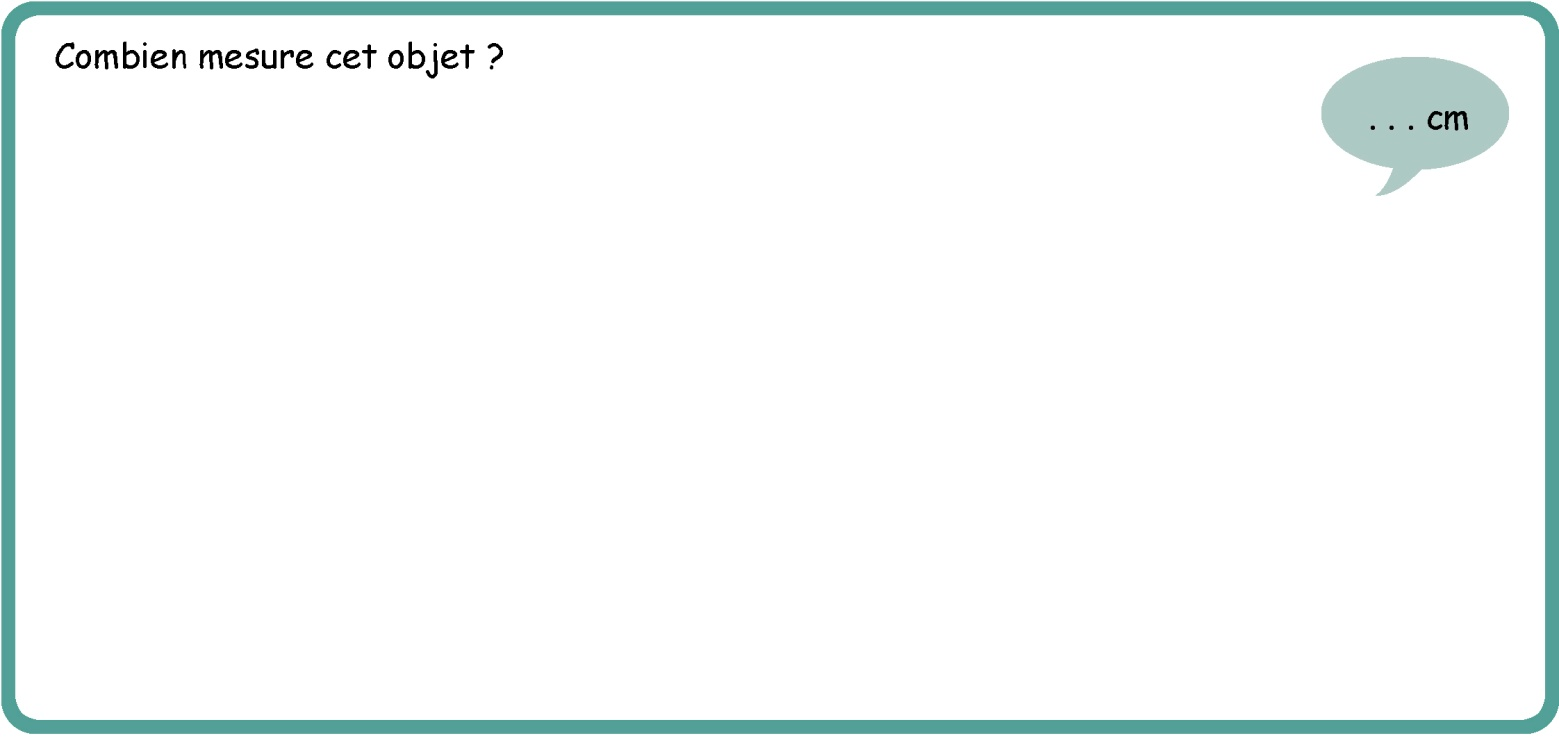 Combien mesure cet objet ?
. . . cm